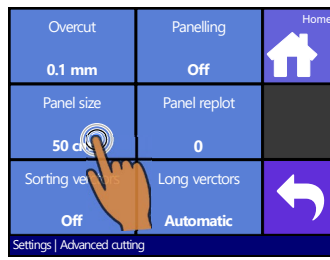 Overcut
0.1 mm
Panelling
Off
Home
Panel size
50 c
Panel replot
0
Sorting
Off
Long verctors
Automatic
Settings | Advanced cutting